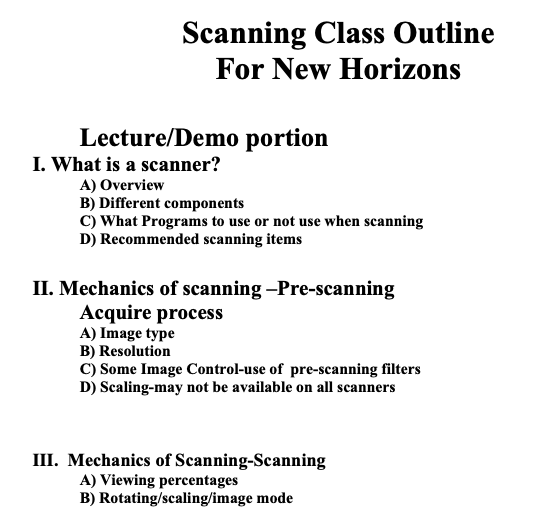 Scanning Class Outline
For New Horizons
Lecture/Demo portion
I. What is a scanner?
A) Overview
B) Different components
C) What Programs to use or not use when scanning
D) Recommended scanning items
II. Mechanics of scanning –Pre-scanning
Acquire process
A) Image type
B) Resolution
C) Some Image Control-use of  pre-scanning filters
D) Scaling-may not be available on all scanners
III.  Mechanics of Scanning-Scanning
A) Viewing percentages
B) Rotating/scaling/image mode